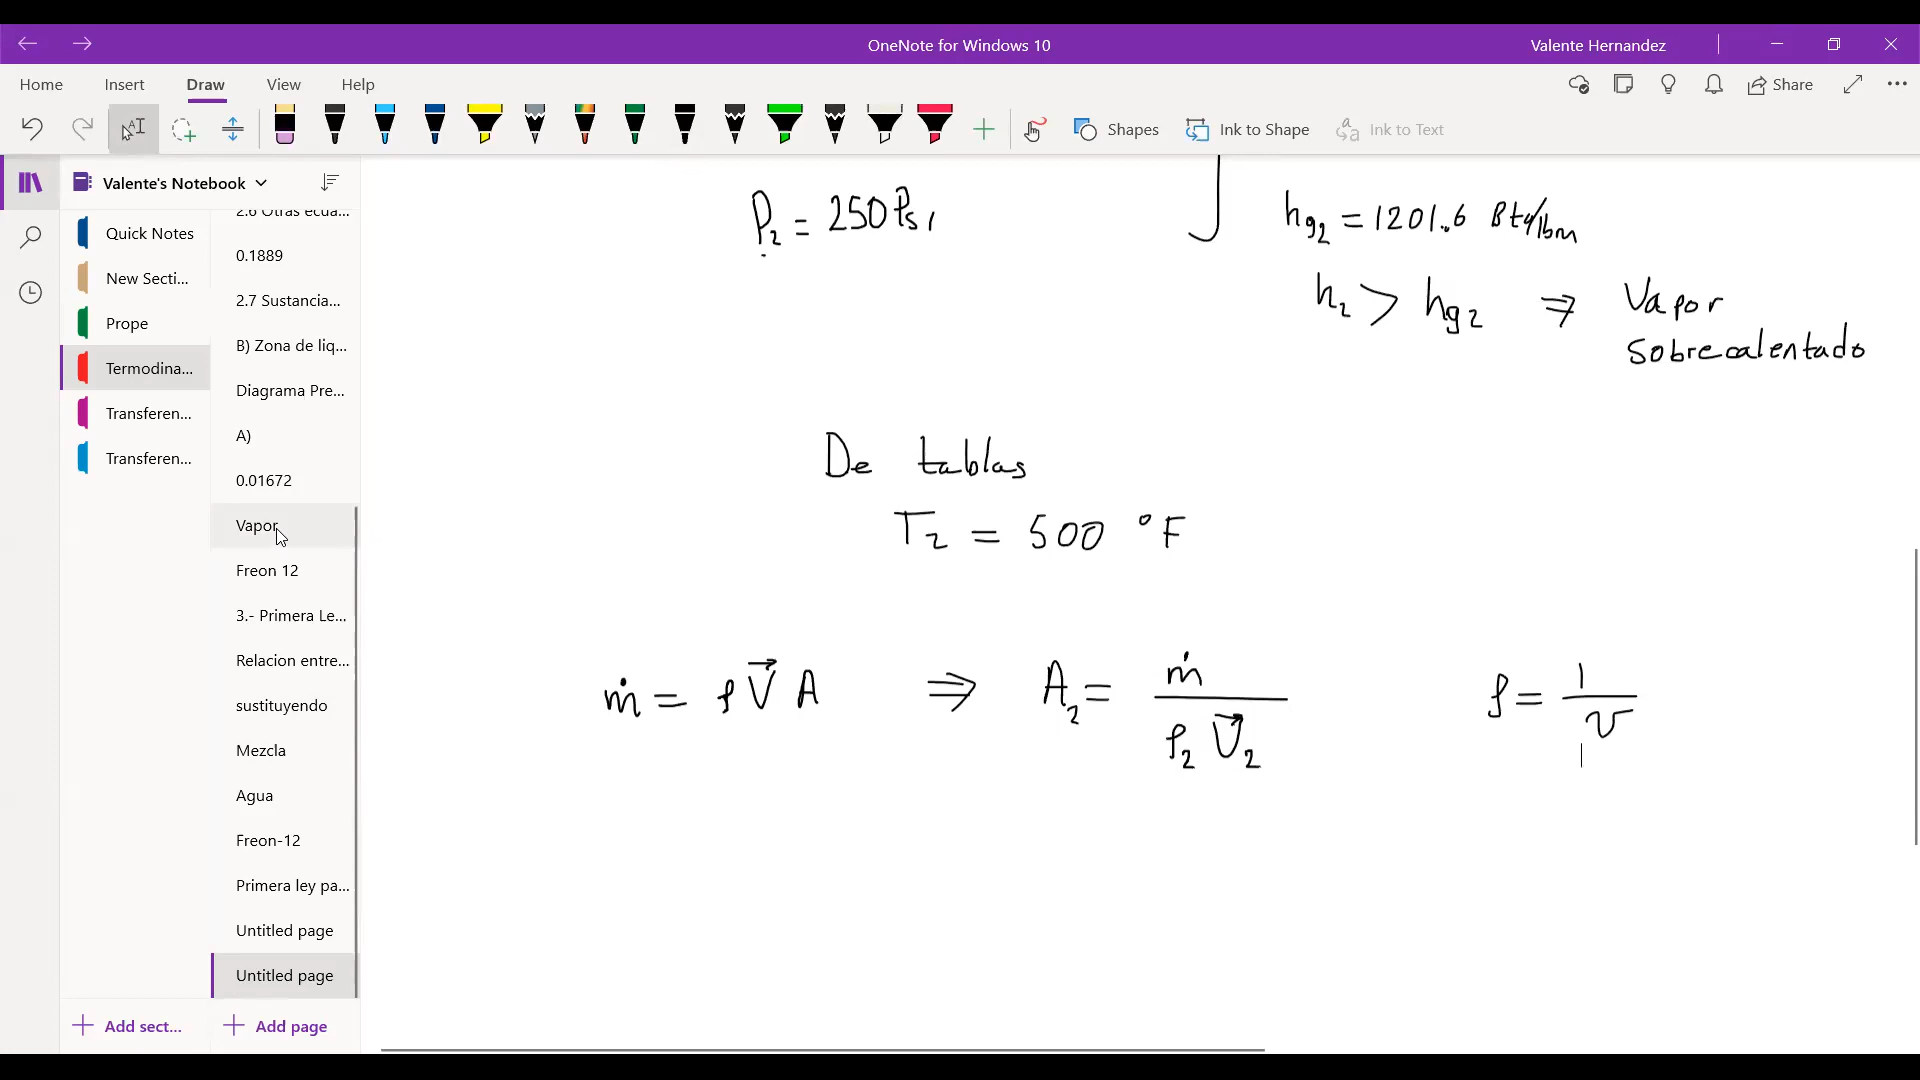 OneNote for Windows 10
Valente Hernandez
Home Insert Draw View Help
Share
Shapes Ink to Shape Ink to Text
Valente's Notebook
Quick Notes
New Secti...
Prope
Termodina...
Transferen...
Transferen...
Add sect...
2.6 Otras ecua...
0.1889
2.7 Sustancia...
B) Zona de liq...
Diagrama Pre...
A)
0.01672
Vapor
Freon 12
3.- Primera Le...
Relacion entre...
sustituyendo
Mezcla
Agua
Freon-12
Primera ley pa...
Untitled page
Untitled page
Add page
P₂ = 250 Psi
hg₂ = 1201.6 Btu/lbm
h₂ > hg₂ ⇒ Vapor
Sobrecalentado
De tablas
T₂ = 500 °F
ṁ = ρ V⃗ A ⇒ A₂ = ṁ / ρ₂ V⃗₂ ρ = 1 / v